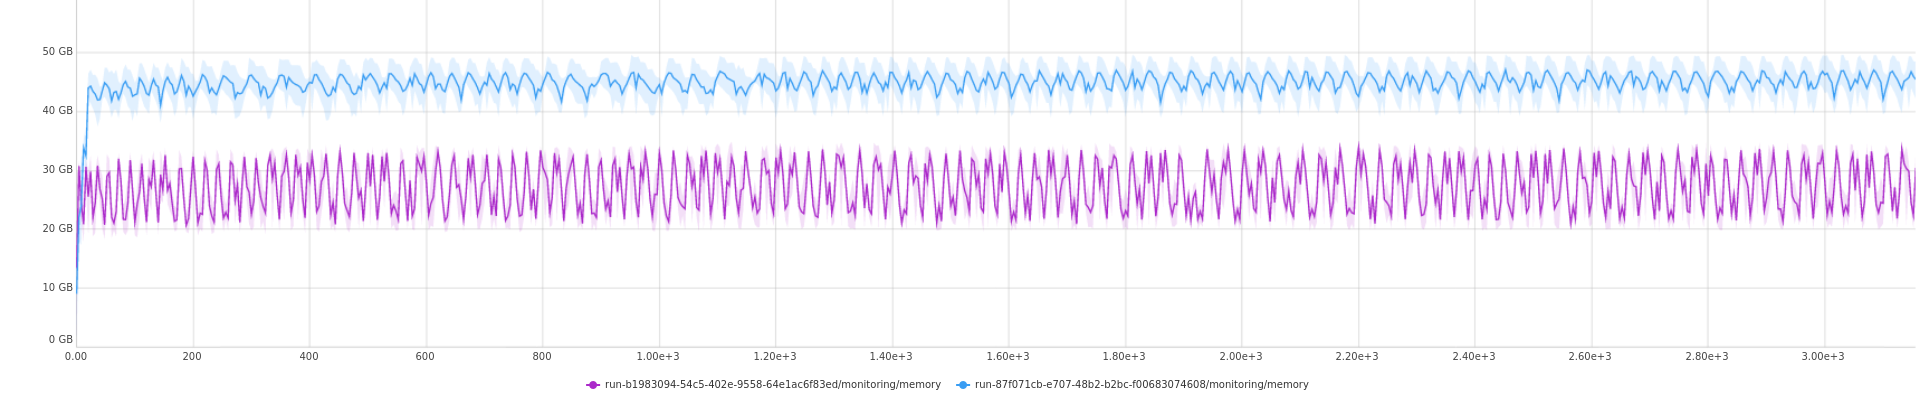 50 GB
40 GB
30 GB
20 GB
10 GB
0 GB
0.00 200 400 600 800 1.00e+3 1.20e+3 1.40e+3 1.60e+3 1.80e+3 2.00e+3 2.20e+3 2.40e+3 2.60e+3 2.80e+3 3.00e+3
run-b1983094-54c5-402e-9558-64e1ac6f83ed/monitoring/memory run-87f071cb-e707-48b2-b2bc-f00683074608/monitoring/memory